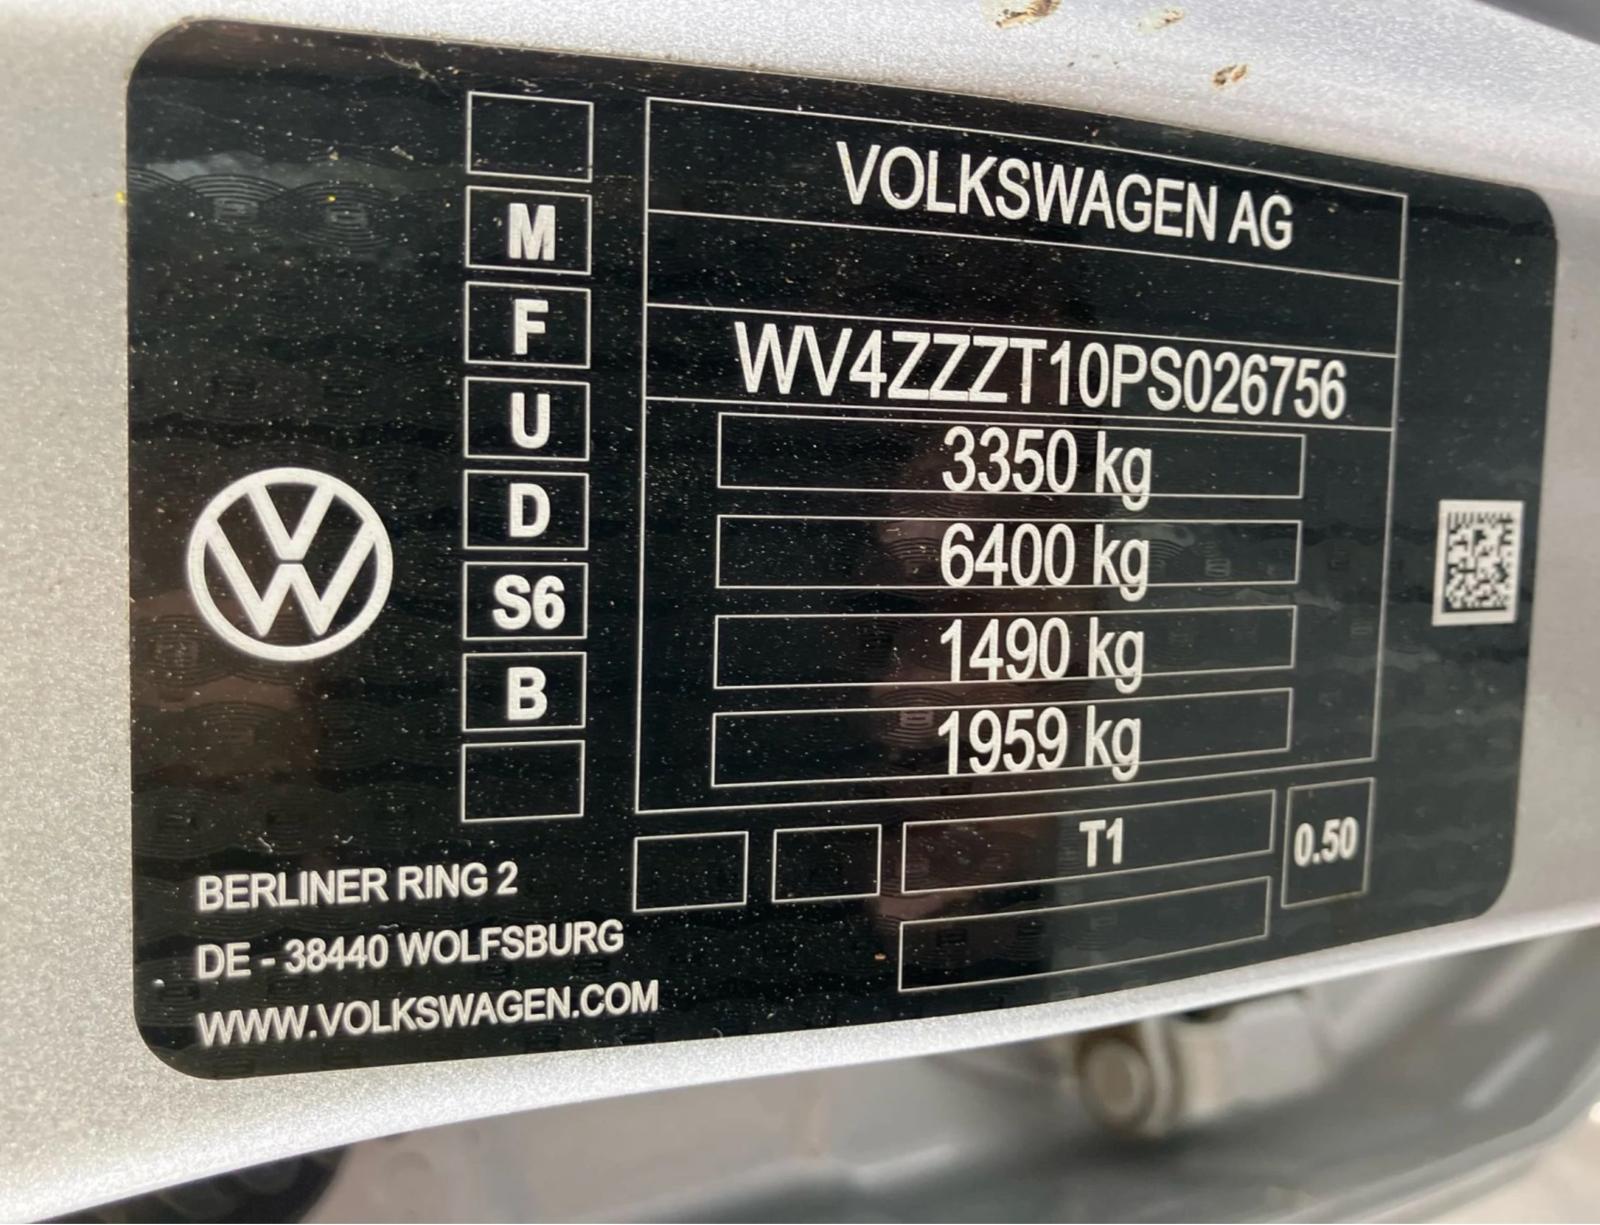 VOLKSWAGEN AG
M
WV4ZZZT10PS026756
F
3350 kg
U
6400 kg
D
1490 kg
S6
1959 kg
B
T1
0.50
BERLINER RING 2
DE - 38440 WOLFSBURG
WWW.VOLKSWAGEN.COM